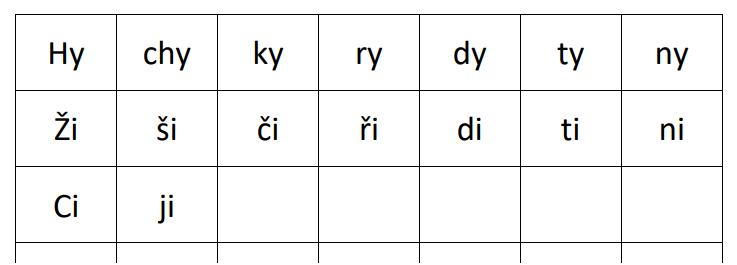 Hy chy ky ry dy ty ny
Ži ši či ři di ti ni
Ci ji